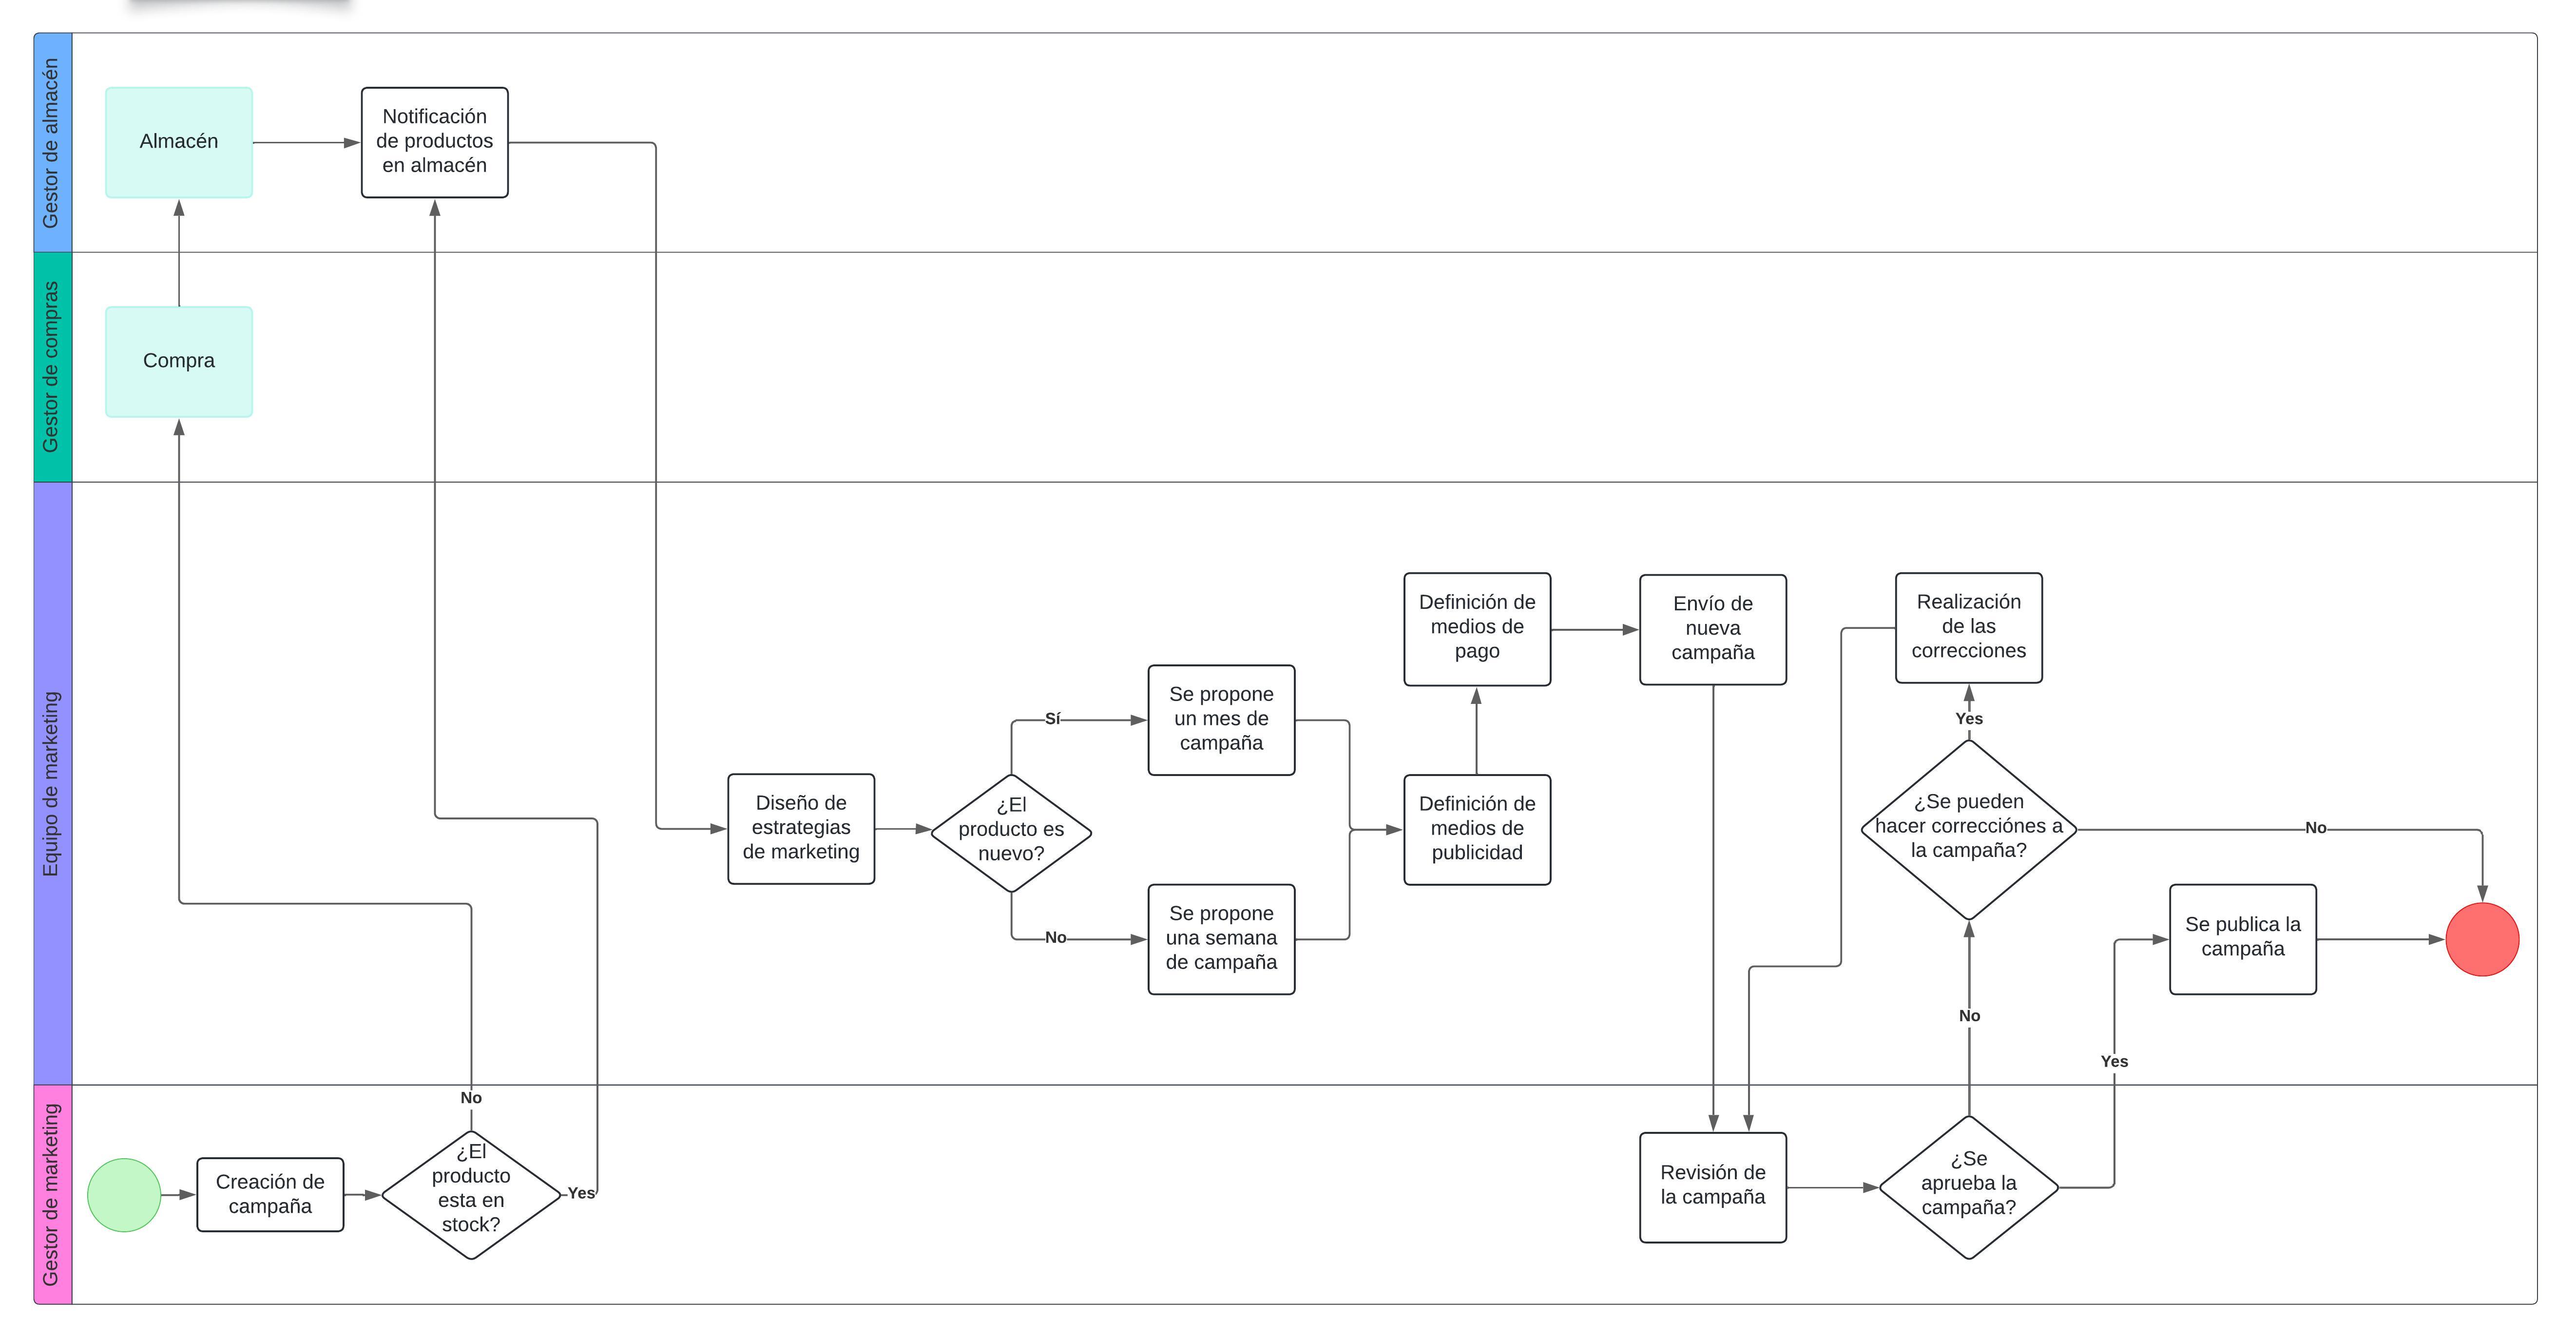 Gestor de almacén
Almacén
Notificación
de productos
en almacén
Gestor de compras
Compra
Equipo de marketing
Diseño de
estrategias
de marketing
¿El
producto es
nuevo?
Sí
No
Se propone
un mes de
campaña
Se propone
una semana
de campaña
Definición de
medios de
pago
Definición de
medios de
publicidad
Envío de
nueva
campaña
Realización
de las
correcciones
Yes
¿Se pueden
hacer correcciónes a
la campaña?
No
Se publica la
campaña
No
Yes
Gestor de marketing
Creación de
campaña
No
¿El
producto
esta en
stock?
Yes
Revisión de
la campaña
¿Se
aprueba la
campaña?